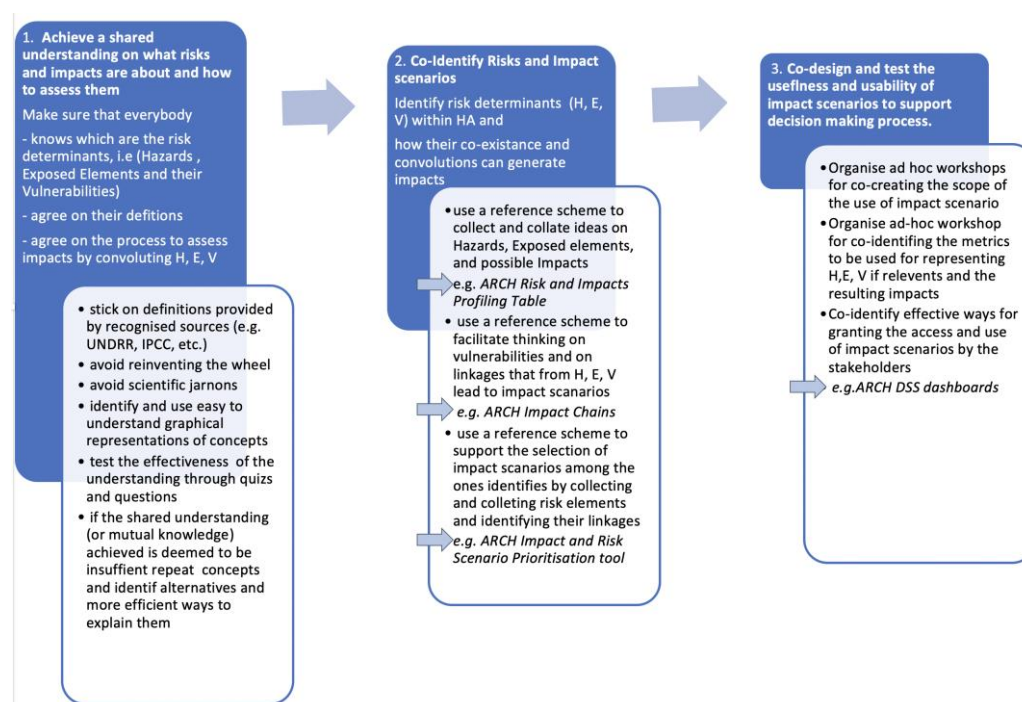 1. Achieve a shared
understanding on what risks
and impacts are about and how
to assess them
Make sure that everybody
- knows which are the risk
determinants, i.e (Hazards ,
Exposed Elements and their
Vulnerabilities)
- agree on their defitions
- agree on the process to assess
impacts by convoluting H, E, V
• stick on definitions provided
by recognised sources (e.g.
UNDRR, IPCC, etc.)
• avoid reinventing the wheel
• avoid scientific jarnons
• identify and use easy to
understand graphical
representations of concepts
• test the effectiveness of the
understanding through quizs
and questions
• if the shared understanding
(or mutual knowledge)
achieved is deemed to be
insufficient repeat concepts
and identif alternatives and
more efficient ways to
explain them
2. Co-Identify Risks and Impact
scenarios
Identify risk determinants (H, E,
V) within HA and
how their co-existance and
convolutions can generate
impacts
• use a reference scheme to
collect and collate ideas on
Hazards, Exposed elements,
and possible Impacts
e.g. ARCH Risk and Impacts
Profiling Table
• use a reference scheme to
facilitate thinking on
vulnerabilities and on
linkages that from H, E, V
lead to impact scanarios
e.g. ARCH Impact Chains
• use a reference scheme to
support the selection of
impact scanarios among the
ones identifies by collecting
and colleting risk elements
and identifying their linkages
e.g. ARCH Impact and Risk
Scenario Prioritisation tool
3. Co-design and test the
useflness and usability of
impact scenarios to support
decision making process.
• Organise ad hoc workshops
for co-creating the scope of
the use of impact scenario
• Organise ad-hoc workshop
for co-identifing the metrics
to be used for representing
H,E, V if relevents and the
resulting impacts
• Co-identify effective ways for
granting the access and use
of impact scenarios by the
stakeholders
e.g.ARCH DSS dashboards